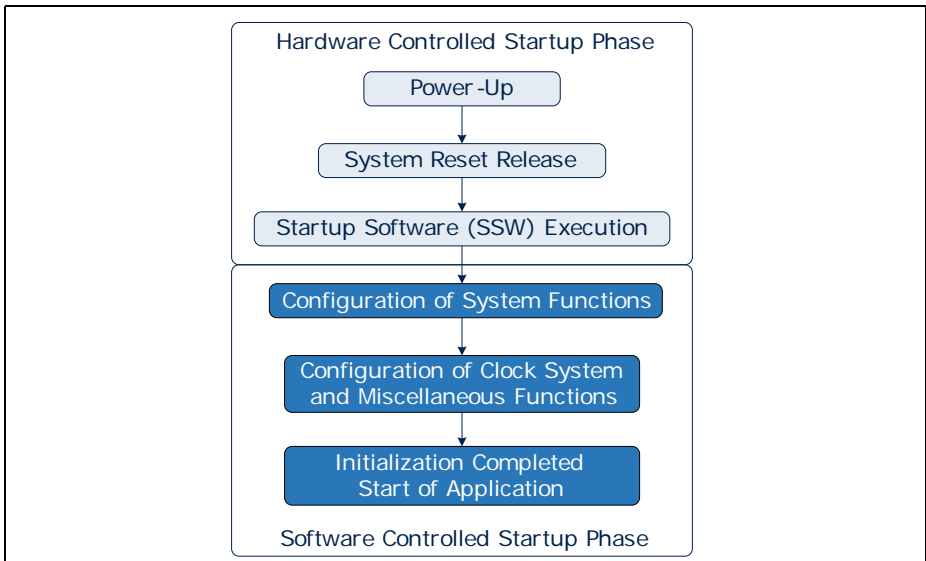 Hardware Controlled Startup Phase
Power-Up
System Reset Release
Startup Software (SSW) Execution
Configuration of System Functions
Configuration of Clock System
and Miscellaneous Functions
Initialization Completed
Start of Application
Software Controlled Startup Phase